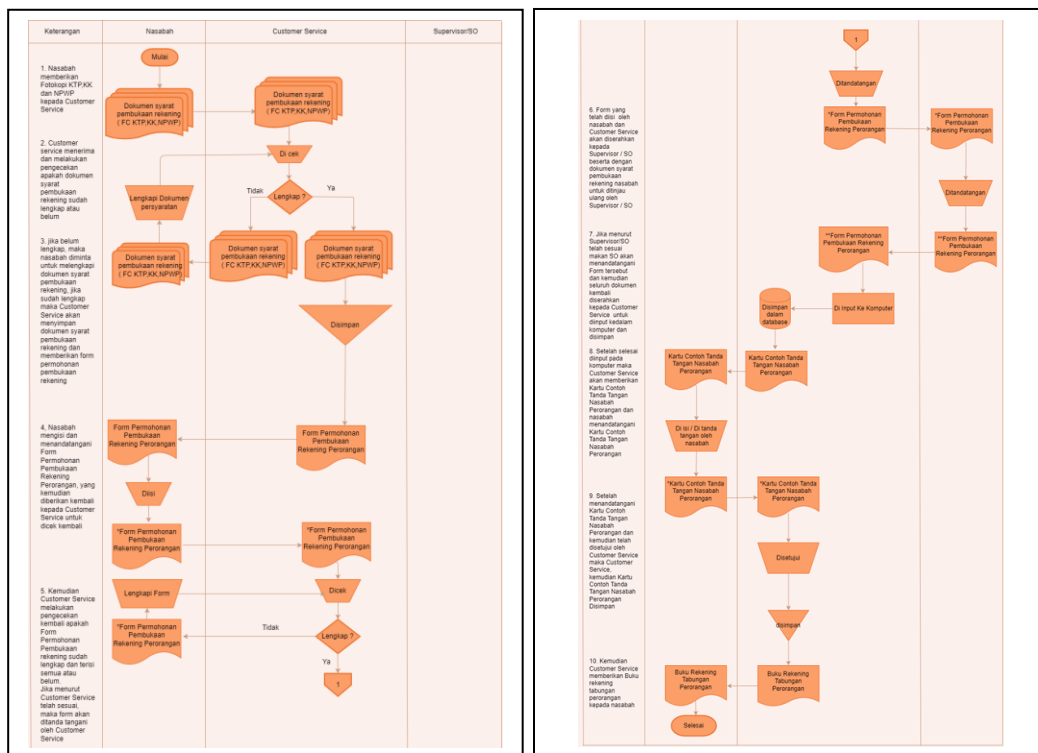 Keterangan
Nasabah
Customer Service
Supervisor/SO
Mulai
1. Nasabah
memberikan
Fotokopi KTP,KK
dan NPWP
kepada Customer
Service
Dokumen syarat
pembukaan rekening
( FC KTP,KK,NPWP)
Dokumen syarat
pembukaan rekening
( FC KTP,KK,NPWP)
2. Customer
service menerima
dan melakukan
pengecekan
apakah dokumen
syarat
pembukaan
rekening sudah
lengkap atau
belum
Di cek
Tidak
Ya
Lengkap ?
Lengkapi Dokumen
persyaratan
3. jika belum
lengkap, maka
nasabah diminta
untuk melengkapi
dokumen syarat
pembukaan
rekening, jika
sudah lengkap
maka Customer
Service akan
menyimpan
dokumen syarat
pembukaan
rekening dan
memberikan form
permohonan
pembukaan
rekening
Dokumen syarat
pembukaan rekening
( FC KTP,KK,NPWP)
Dokumen syarat
pembukaan rekening
( FC KTP,KK,NPWP)
Dokumen syarat
pembukaan rekening
( FC KTP,KK,NPWP)
Disimpan
4, Nasabah
mengisi dan
menandatangani
Form
Permohonan
Pembukaan
Rekening
Perorangan, yang
kemudian
diberikan kembali
kepada Customer
Service untuk
dicek kembali
Form Permohonan
Pembukaan
Rekening Perorangan
Form Permohonan
Pembukaan
Rekening Perorangan
Diisi
*Form Permohonan
Pembukaan
Rekening Perorangan
*Form Permohonan
Pembukaan
Rekening Perorangan
5. Kemudian
Customer Service
melakukan
pengecekan
kembali apakah
Form
Permohonan
Pembukaan
rekening sudah
lengkap dan terisi
semua atau
belum.
Jika menurut
Customer Service
telah sesuai,
maka form akan
ditanda tangani
oleh Customer
Service
Lengkapi Form
Dicek
*Form Permohonan
Pembukaan
Rekening Perorangan
Tidak
Lengkap ?
Ya
1
1
Ditandatangan
6. Form yang
telah diisi oleh
nasabah dan
Customer Service
akan diserahkan
kepada
Supervisor / SO
beserta dengan
dokumen syarat
pembukaan
rekening nasabah
untuk ditinjau
ulang oleh
Supervisor / SO
*Form Permohonan
Pembukaan
Rekening Perorangan
*Form Permohonan
Pembukaan
Rekening Perorangan
Ditandatangan
7. Jika menurut
Supervisor/SO
telah sesuai
makan SO akan
menandatangani
Form tersebut
dan kemudian
seluruh dokumen
kembali
diserahkan
kepada Customer
Service untuk
diinput kedalam
komputer dan
disimpan
**Form Permohonan
Pembukaan Rekening
Perorangan
**Form Permohonan
Pembukaan
Rekening Perorangan
Disimpan
dalam
database
Di Input Ke Komputer
8. Setelah selesai
diinput pada
komputer maka
Customer Service
akan memberikan
Kartu Contoh
Tanda Tangan
Nasabah
Perorangan dan
nasabah
menandatangani
Kartu Contoh
Tanda Tangan
Nasabah
Perorangan
Kartu Contoh Tanda
Tangan Nasabah
Perorangan
Kartu Contoh Tanda
Tangan Nasabah
Perorangan
Di isi / Di tanda
tangan oleh
nasabah
9. Setelah
menandatangani
Kartu Contoh
Tanda Tangan
Nasabah
Perorangan dan
kemudian telah
disetujui oleh
Customer Service
maka Customer
Service,
kemudian Kartu
Contoh Tanda
Tangan Nasabah
Perorangan
Disimpan
*Kartu Contoh Tanda
Tangan Nasabah
Perorangan
*Kartu Contoh Tanda
Tangan Nasabah
Perorangan
Disetujui
disimpan
10. Kemudian
Customer Service
memberikan Buku
rekening
tabungan
perorangan
kepada nasabah
Buku Rekening
Tabungan
Perorangan
Buku Rekening
Tabungan
Perorangan
Selesai